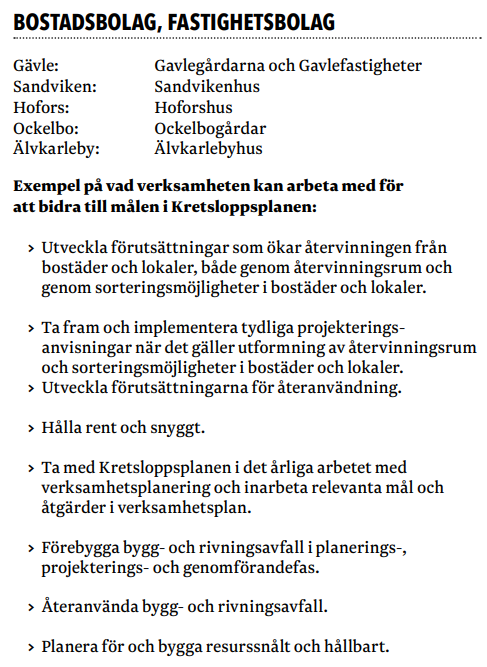 BOSTADSBOLAG, FASTIGHETSBOLAG
Gävle: Gavlegårdarna och Gavlefastigheter
Sandviken: Sandvikenhus
Hofors: Hoforshus
Ockelbo: Ockelbogårdar
Älvkarleby: Älvkarlebyhus
Exempel på vad verksamheten kan arbeta med för
att bidra till målen i Kretsloppsplanen:
› Utveckla förutsättningar som ökar återvinningen från
bostäder och lokaler, både genom återvinningsrum och
genom sorteringsmöjligheter i bostäder och lokaler.
› Ta fram och implementera tydliga projekterings-
anvisningar när det gäller utformning av återvinningsrum
och sorteringsmöjligheter i bostäder och lokaler.
› Utveckla förutsättningarna för återanvändning.
› Hålla rent och snyggt.
› Ta med Kretsloppsplanen i det årliga arbetet med
verksamhetsplanering och inarbeta relevanta mål och
åtgärder i verksamhetsplan.
› Förebygga bygg- och rivningsavfall i planerings-,
projekterings- och genomförandefas.
› Återanvända bygg- och rivningsavfall.
› Planera för och bygga resurssnålt och hållbart.